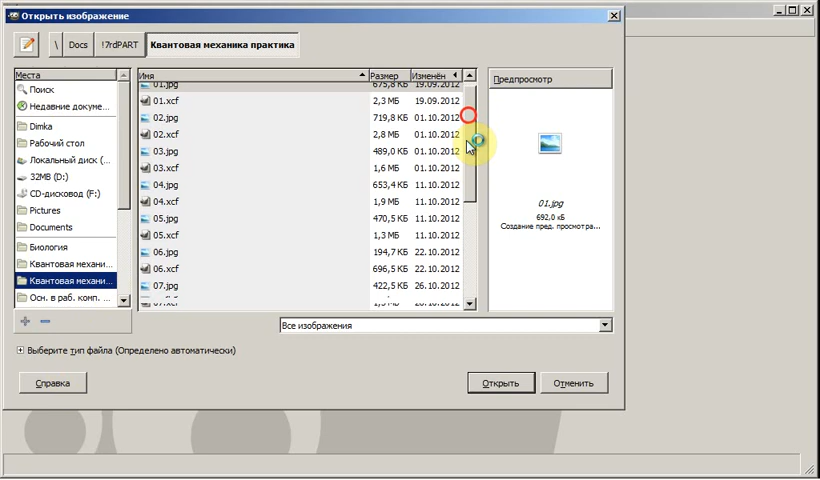 Открыть изображение
\ Docs !7rdPART Квантовая механика практика
Места
Поиск
Недавние докуме...
Dimka
Рабочий стол
Локальный диск (...
32MB (D:)
CD-дисковод (F:)
Pictures
Documents
Биология
Квантовая механи...
Квантовая механи...
Осн. в раб. комп. ...
Имя Размер Изменён
01.jpg 675,8 КБ 19.09.2012
01.xcf 2,3 МБ 19.09.2012
02.jpg 719,8 КБ 01.10.2012
02.xcf 2,8 МБ 01.10.2012
03.jpg 489,0 КБ 01.10.2012
03.xcf 1,6 МБ 01.10.2012
04.jpg 653,4 КБ 11.10.2012
04.xcf 1,9 МБ 11.10.2012
05.jpg 470,5 КБ 11.10.2012
05.xcf 1,3 МБ 11.10.2012
06.jpg 194,7 КБ 22.10.2012
06.xcf 696,5 КБ 22.10.2012
07.jpg 422,5 КБ 26.10.2012
07.xcf
Предпросмотр
01.jpg
692,0 кБ
Создание пред. просмотра...
Все изображения
Выберите тип файла (Определено автоматически)
Справка
Открыть
Отменить